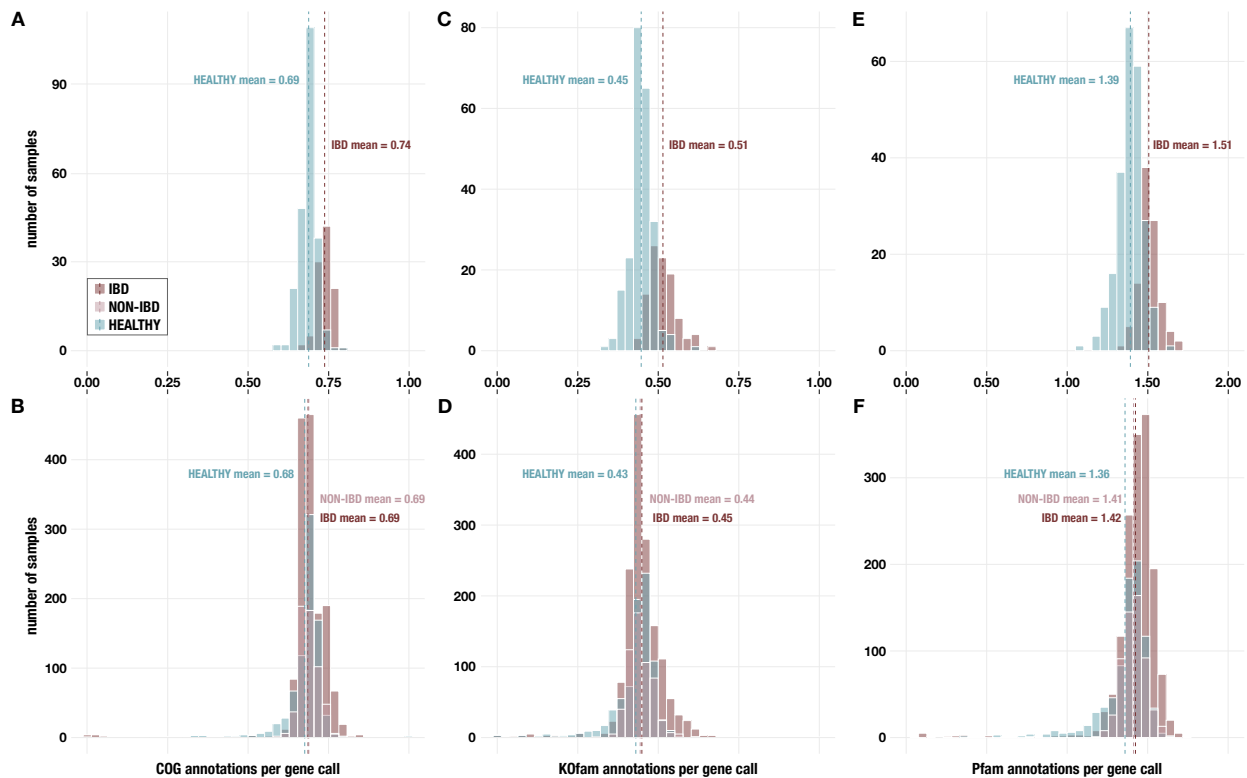 A
C
E
number of samples
90
60
30
0
HEALTHY mean = 0.69
IBD mean = 0.74
IBD
NON-IBD
HEALTHY
0.00 0.25 0.50 0.75 1.00
80
60
40
20
0
HEALTHY mean = 0.45
IBD mean = 0.51
0.00 0.25 0.50 0.75 1.00
60
40
20
0
HEALTHY mean = 1.39
IBD mean = 1.51
0.00 0.50 1.00 1.50 2.00
B
D
F
number of samples
400
300
200
100
0
HEALTHY mean = 0.68
NON-IBD mean = 0.69
IBD mean = 0.69
COG annotations per gene call
400
300
200
100
0
HEALTHY mean = 0.43
NON-IBD mean = 0.44
IBD mean = 0.45
KOfam annotations per gene call
300
200
100
0
HEALTHY mean = 1.36
NON-IBD mean = 1.41
IBD mean = 1.42
Pfam annotations per gene call